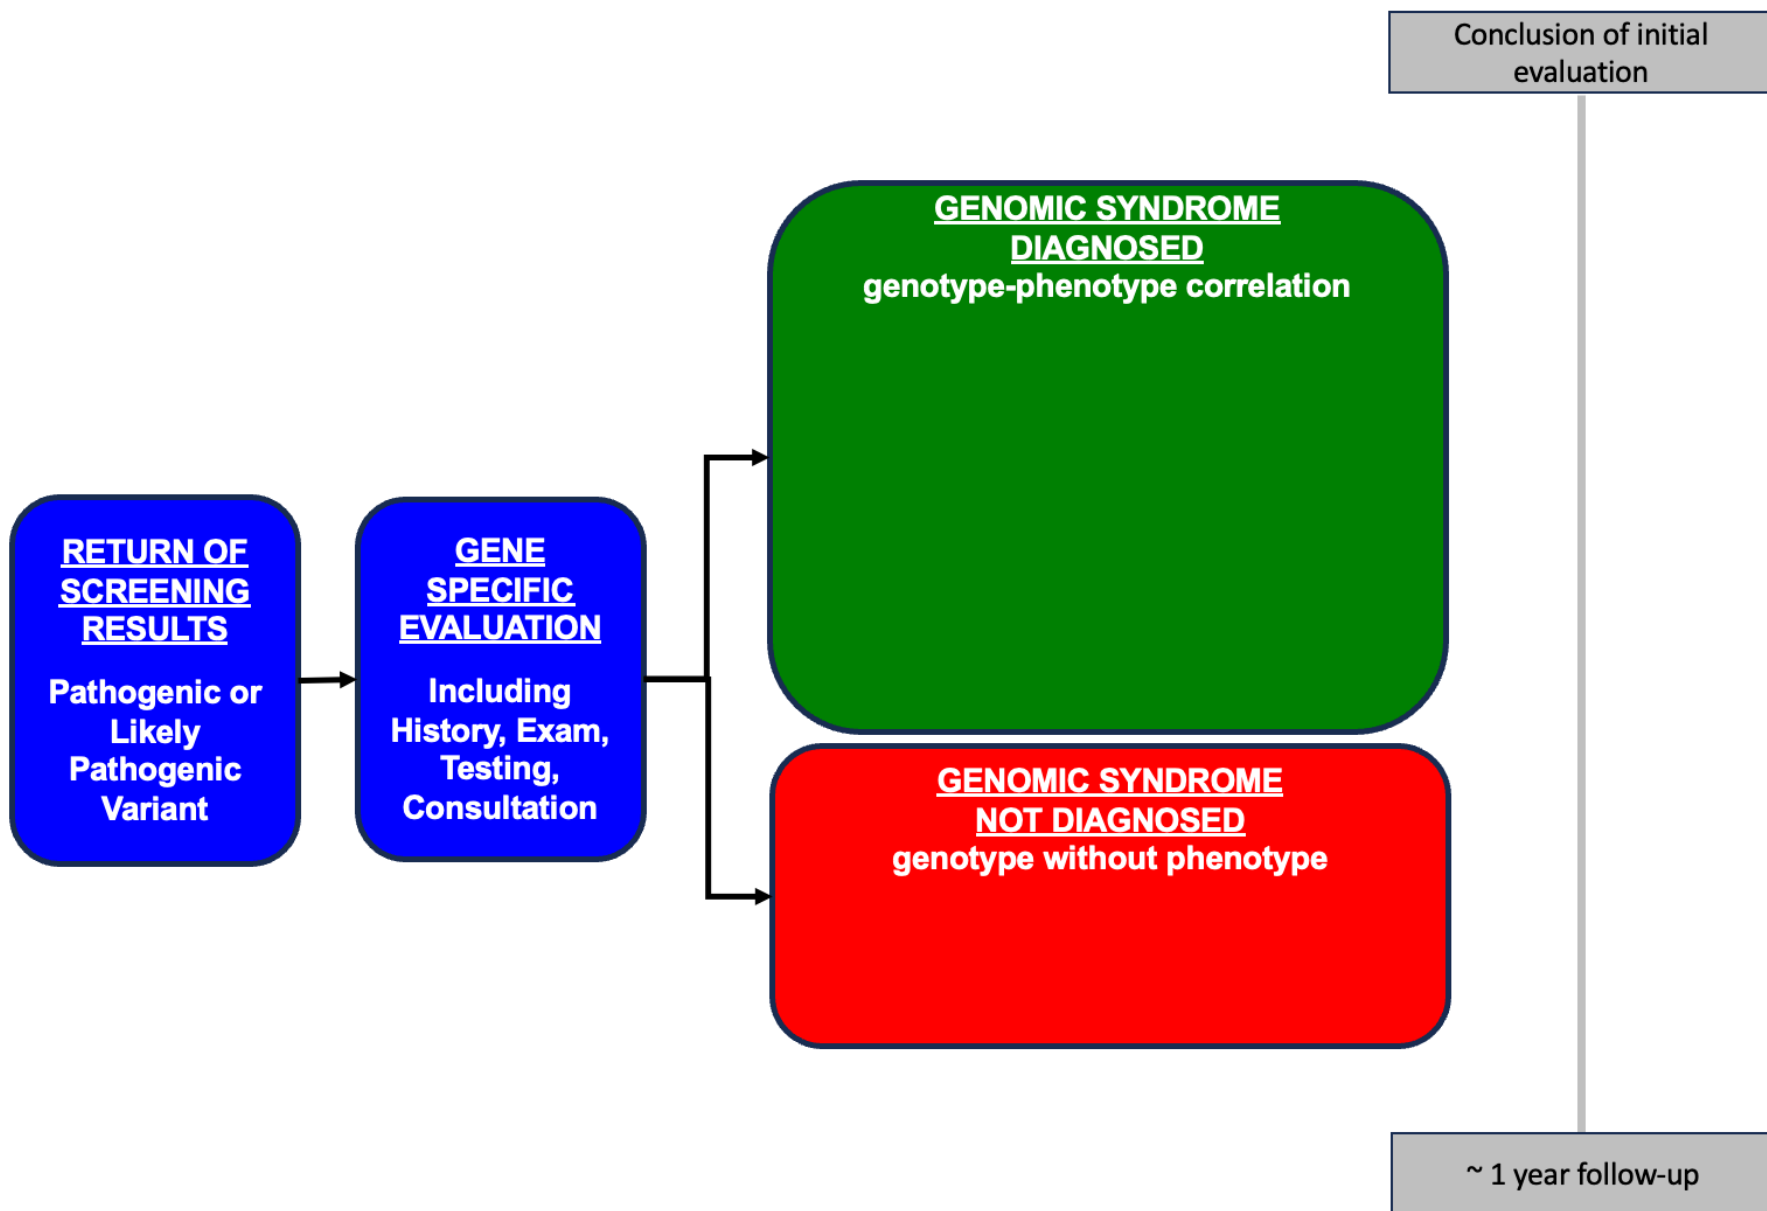 Conclusion of initial
evaluation
GENOMIC SYNDROME
DIAGNOSED
genotype-phenotype correlation
RETURN OF
SCREENING
RESULTS
Pathogenic or
Likely
Pathogenic
Variant
GENE
SPECIFIC
EVALUATION
Including
History, Exam,
Testing,
Consultation
GENOMIC SYNDROME
NOT DIAGNOSED
genotype without phenotype
~ 1 year follow-up